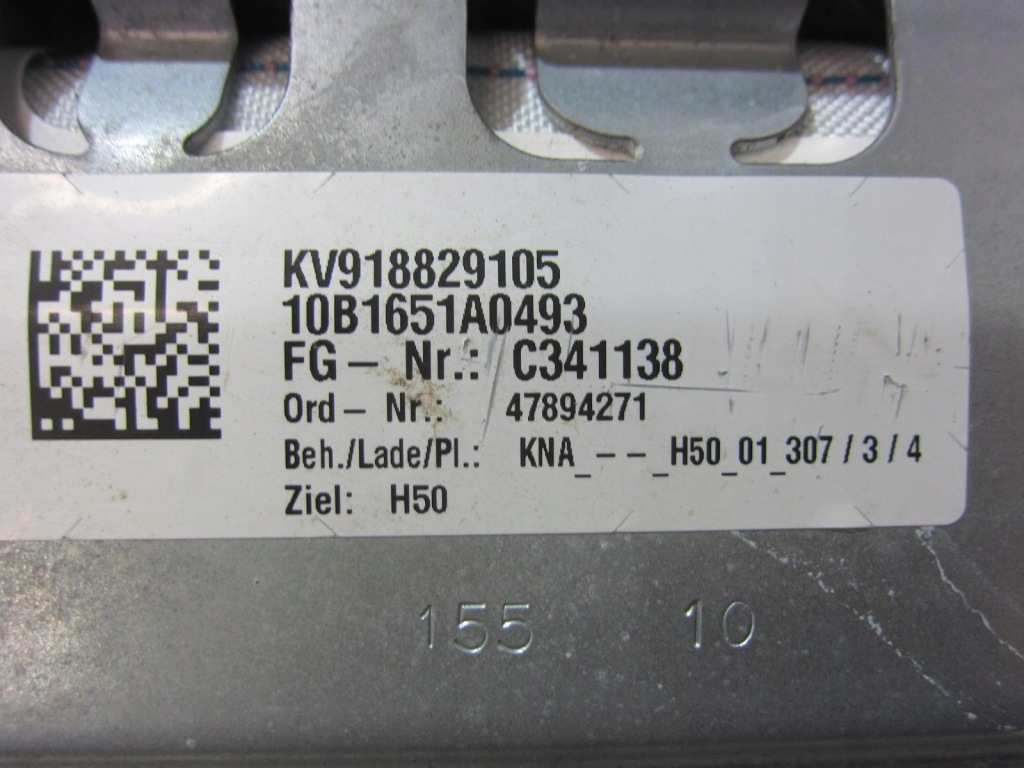 KV918829105
10B1651A0493
FG – Nr.: C341138
Ord – Nr.: 47894271
Beh./Lade/Pl.: KNA_ – – _H50_01_307 / 3 / 4
Ziel: H50
155 10